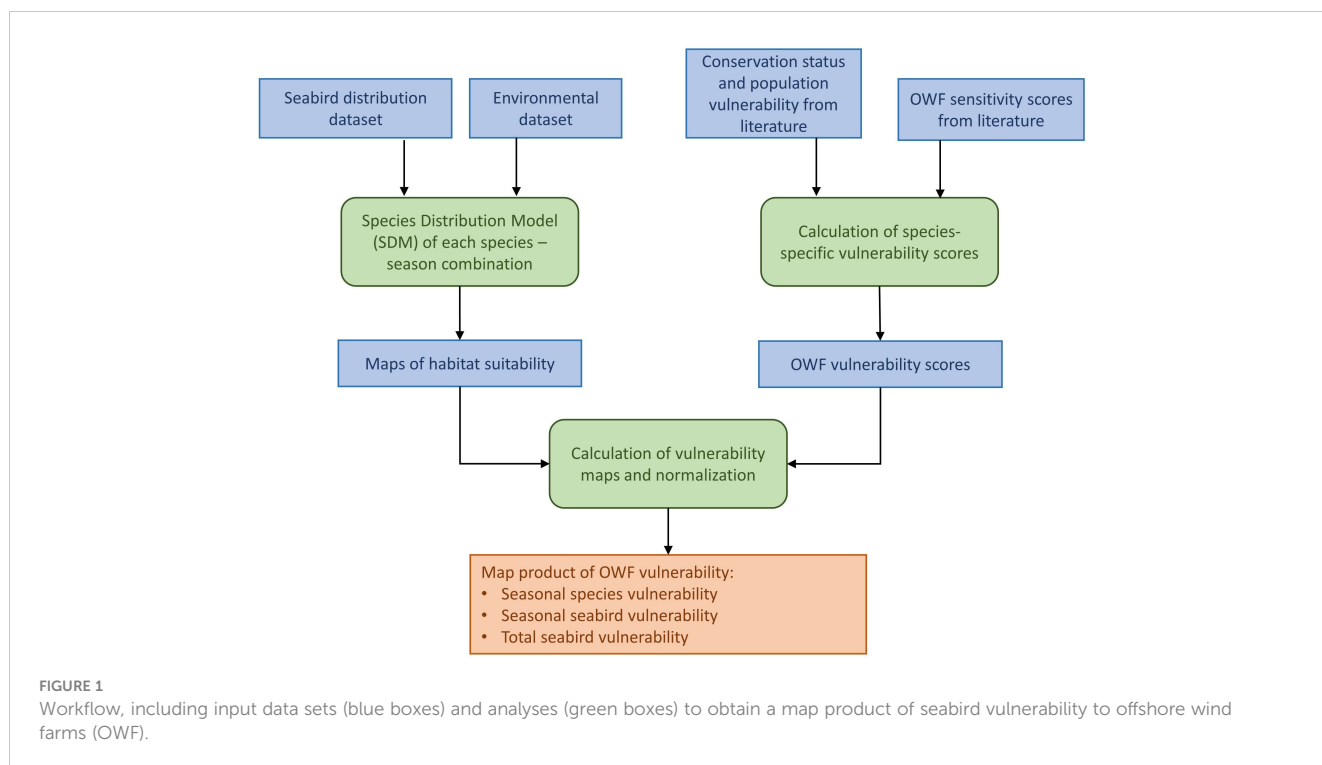 Seabird distribution
dataset
Environmental
dataset
Conservation status
and population
vulnerability from
literature
OWF sensitivity scores
from literature
Species Distribution Model
(SDM) of each species –
season combination
Calculation of species-
specific vulnerability scores
Maps of habitat suitability
OWF vulnerability scores
Calculation of vulnerability
maps and normalization
Map product of OWF vulnerability:
• Seasonal species vulnerability
• Seasonal seabird vulnerability
• Total seabird vulnerability
FIGURE 1
Workflow, including input data sets (blue boxes) and analyses (green boxes) to obtain a map product of seabird vulnerability to offshore wind
farms (OWF).